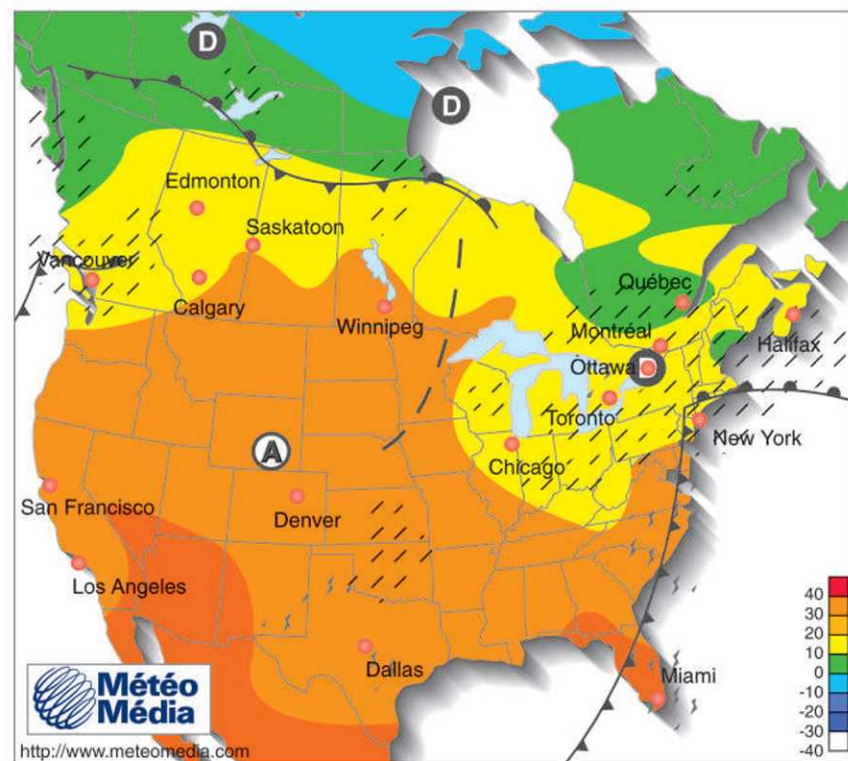 D
D
Edmonton
Saskatoon
Vancouver
Calgary
Winnipeg
Québec
Montréal
Halifax
Ottawa
D
Toronto
New York
Chicago
A
San Francisco
Denver
Los Angeles
Dallas
Miami
40
30
20
10
0
-10
-20
-30
-40
Météo
Média
http://www.meteomedia.com